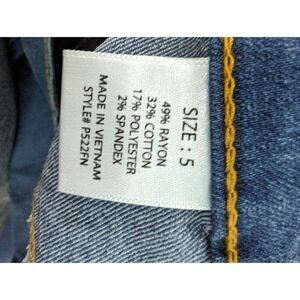 SIZE : 5
49% RAYON
32% COTTON
17% POLYESTER
2% SPANDEX
MADE IN VIETNAM
STYLE# P522FN